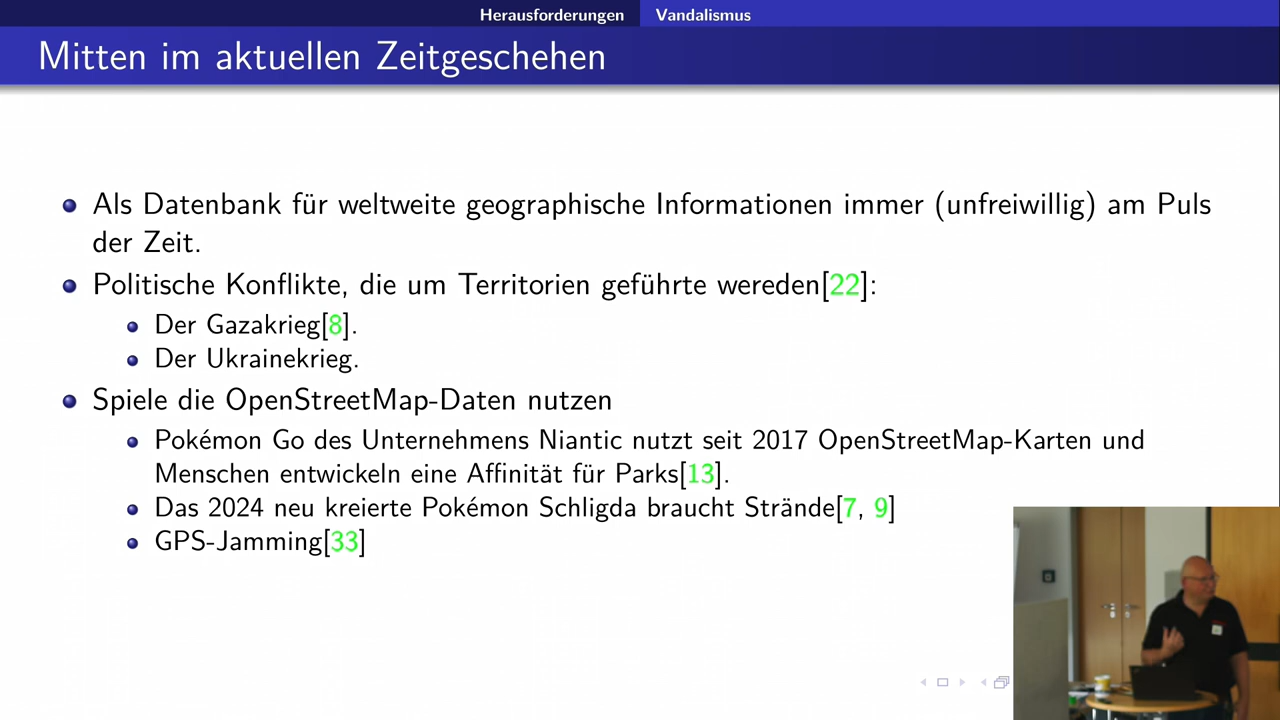 Herausforderungen Vandalismus
Mitten im aktuellen Zeitgeschehen
Als Datenbank für weltweite geographische Informationen immer (unfreiwillig) am Puls
der Zeit.
Politische Konflikte, die um Territorien geführte wereden[22]:
Der Gazakrieg[8].
Der Ukrainekrieg.
Spiele die OpenStreetMap-Daten nutzen
Pokémon Go des Unternehmens Niantic nutzt seit 2017 OpenStreetMap-Karten und
Menschen entwickeln eine Affinität für Parks[13].
Das 2024 neu kreierte Pokémon Schligda braucht Strände[7, 9]
GPS-Jamming[33]